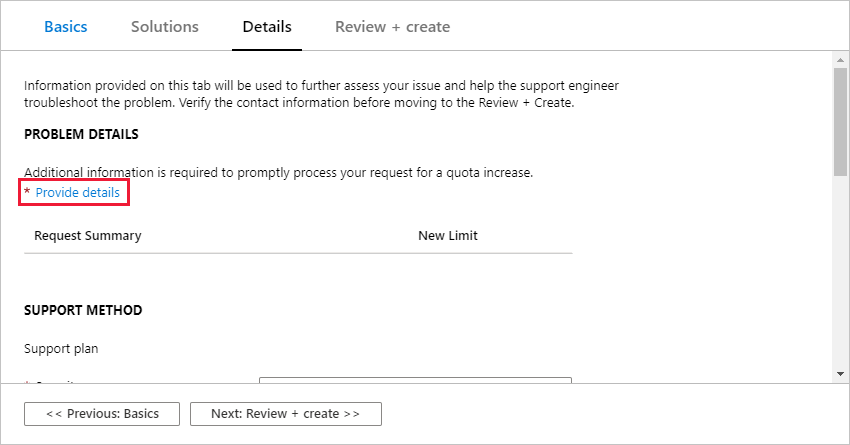 Basics Solutions Details Review + create
Information provided on this tab will be used to further assess your issue and help the support engineer
troubleshoot the problem. Verify the contact information before moving to the Review + Create.
PROBLEM DETAILS
Additional information is required to promptly process your request for a quota increase.
* Provide details
Request Summary New Limit
SUPPORT METHOD
Support plan
<< Previous: Basics Next: Review + create >>